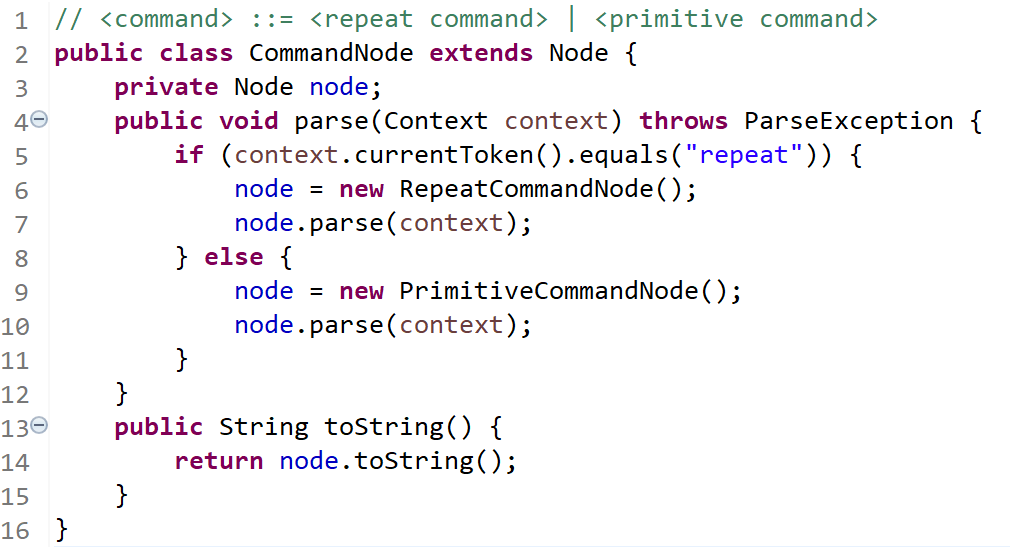 1 // <command> ::= <repeat command> | <primitive command>
2 public class CommandNode extends Node {
3     private Node node;
4     public void parse(Context context) throws ParseException {
5         if (context.currentToken().equals("repeat")) {
6             node = new RepeatCommandNode();
7             node.parse(context);
8         } else {
9             node = new PrimitiveCommandNode();
10             node.parse(context);
11         }
12     }
13     public String toString() {
14         return node.toString();
15     }
16 }